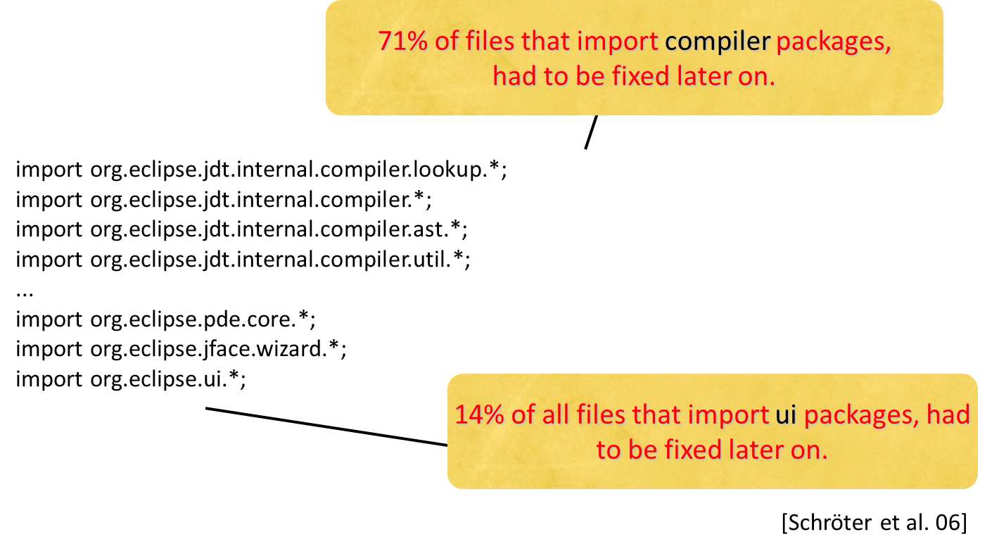 71% of files that import compiler packages,
had to be fixed later on.
import org.eclipse.jdt.internal.compiler.lookup.*;
import org.eclipse.jdt.internal.compiler.*;
import org.eclipse.jdt.internal.compiler.ast.*;
import org.eclipse.jdt.internal.compiler.util.*;
...
import org.eclipse.pde.core.*;
import org.eclipse.jface.wizard.*;
import org.eclipse.ui.*;
14% of all files that import ui packages, had
to be fixed later on.
[Schröter et al. 06]